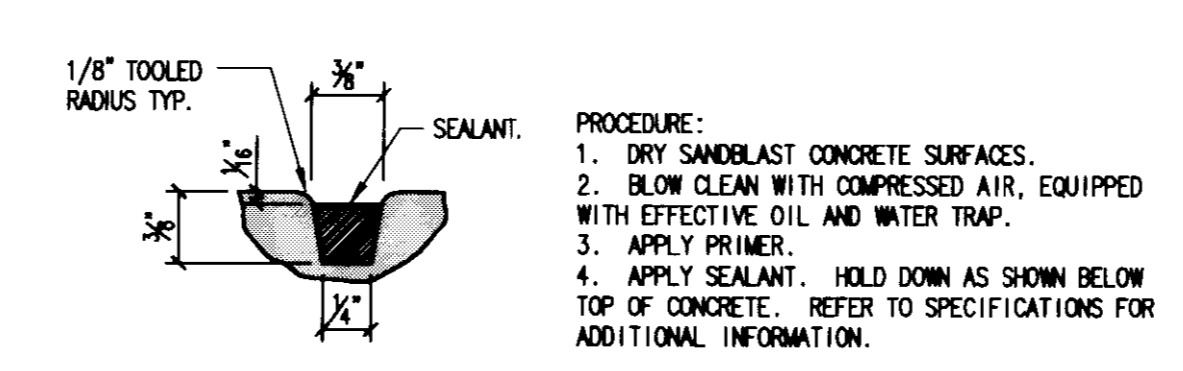 1/8" TOOLED
RADIUS TYP.
3/8"
SEALANT.
1/16"
3/8"
1/4"
PROCEDURE:
1. DRY SANDBLAST CONCRETE SURFACES.
2. BLOW CLEAN WITH COMPRESSED AIR, EQUIPPED
WITH EFFECTIVE OIL AND WATER TRAP.
3. APPLY PRIMER.
4. APPLY SEALANT. HOLD DOWN AS SHOWN BELOW
TOP OF CONCRETE. REFER TO SPECIFICATIONS FOR
ADDITIONAL INFORMATION.